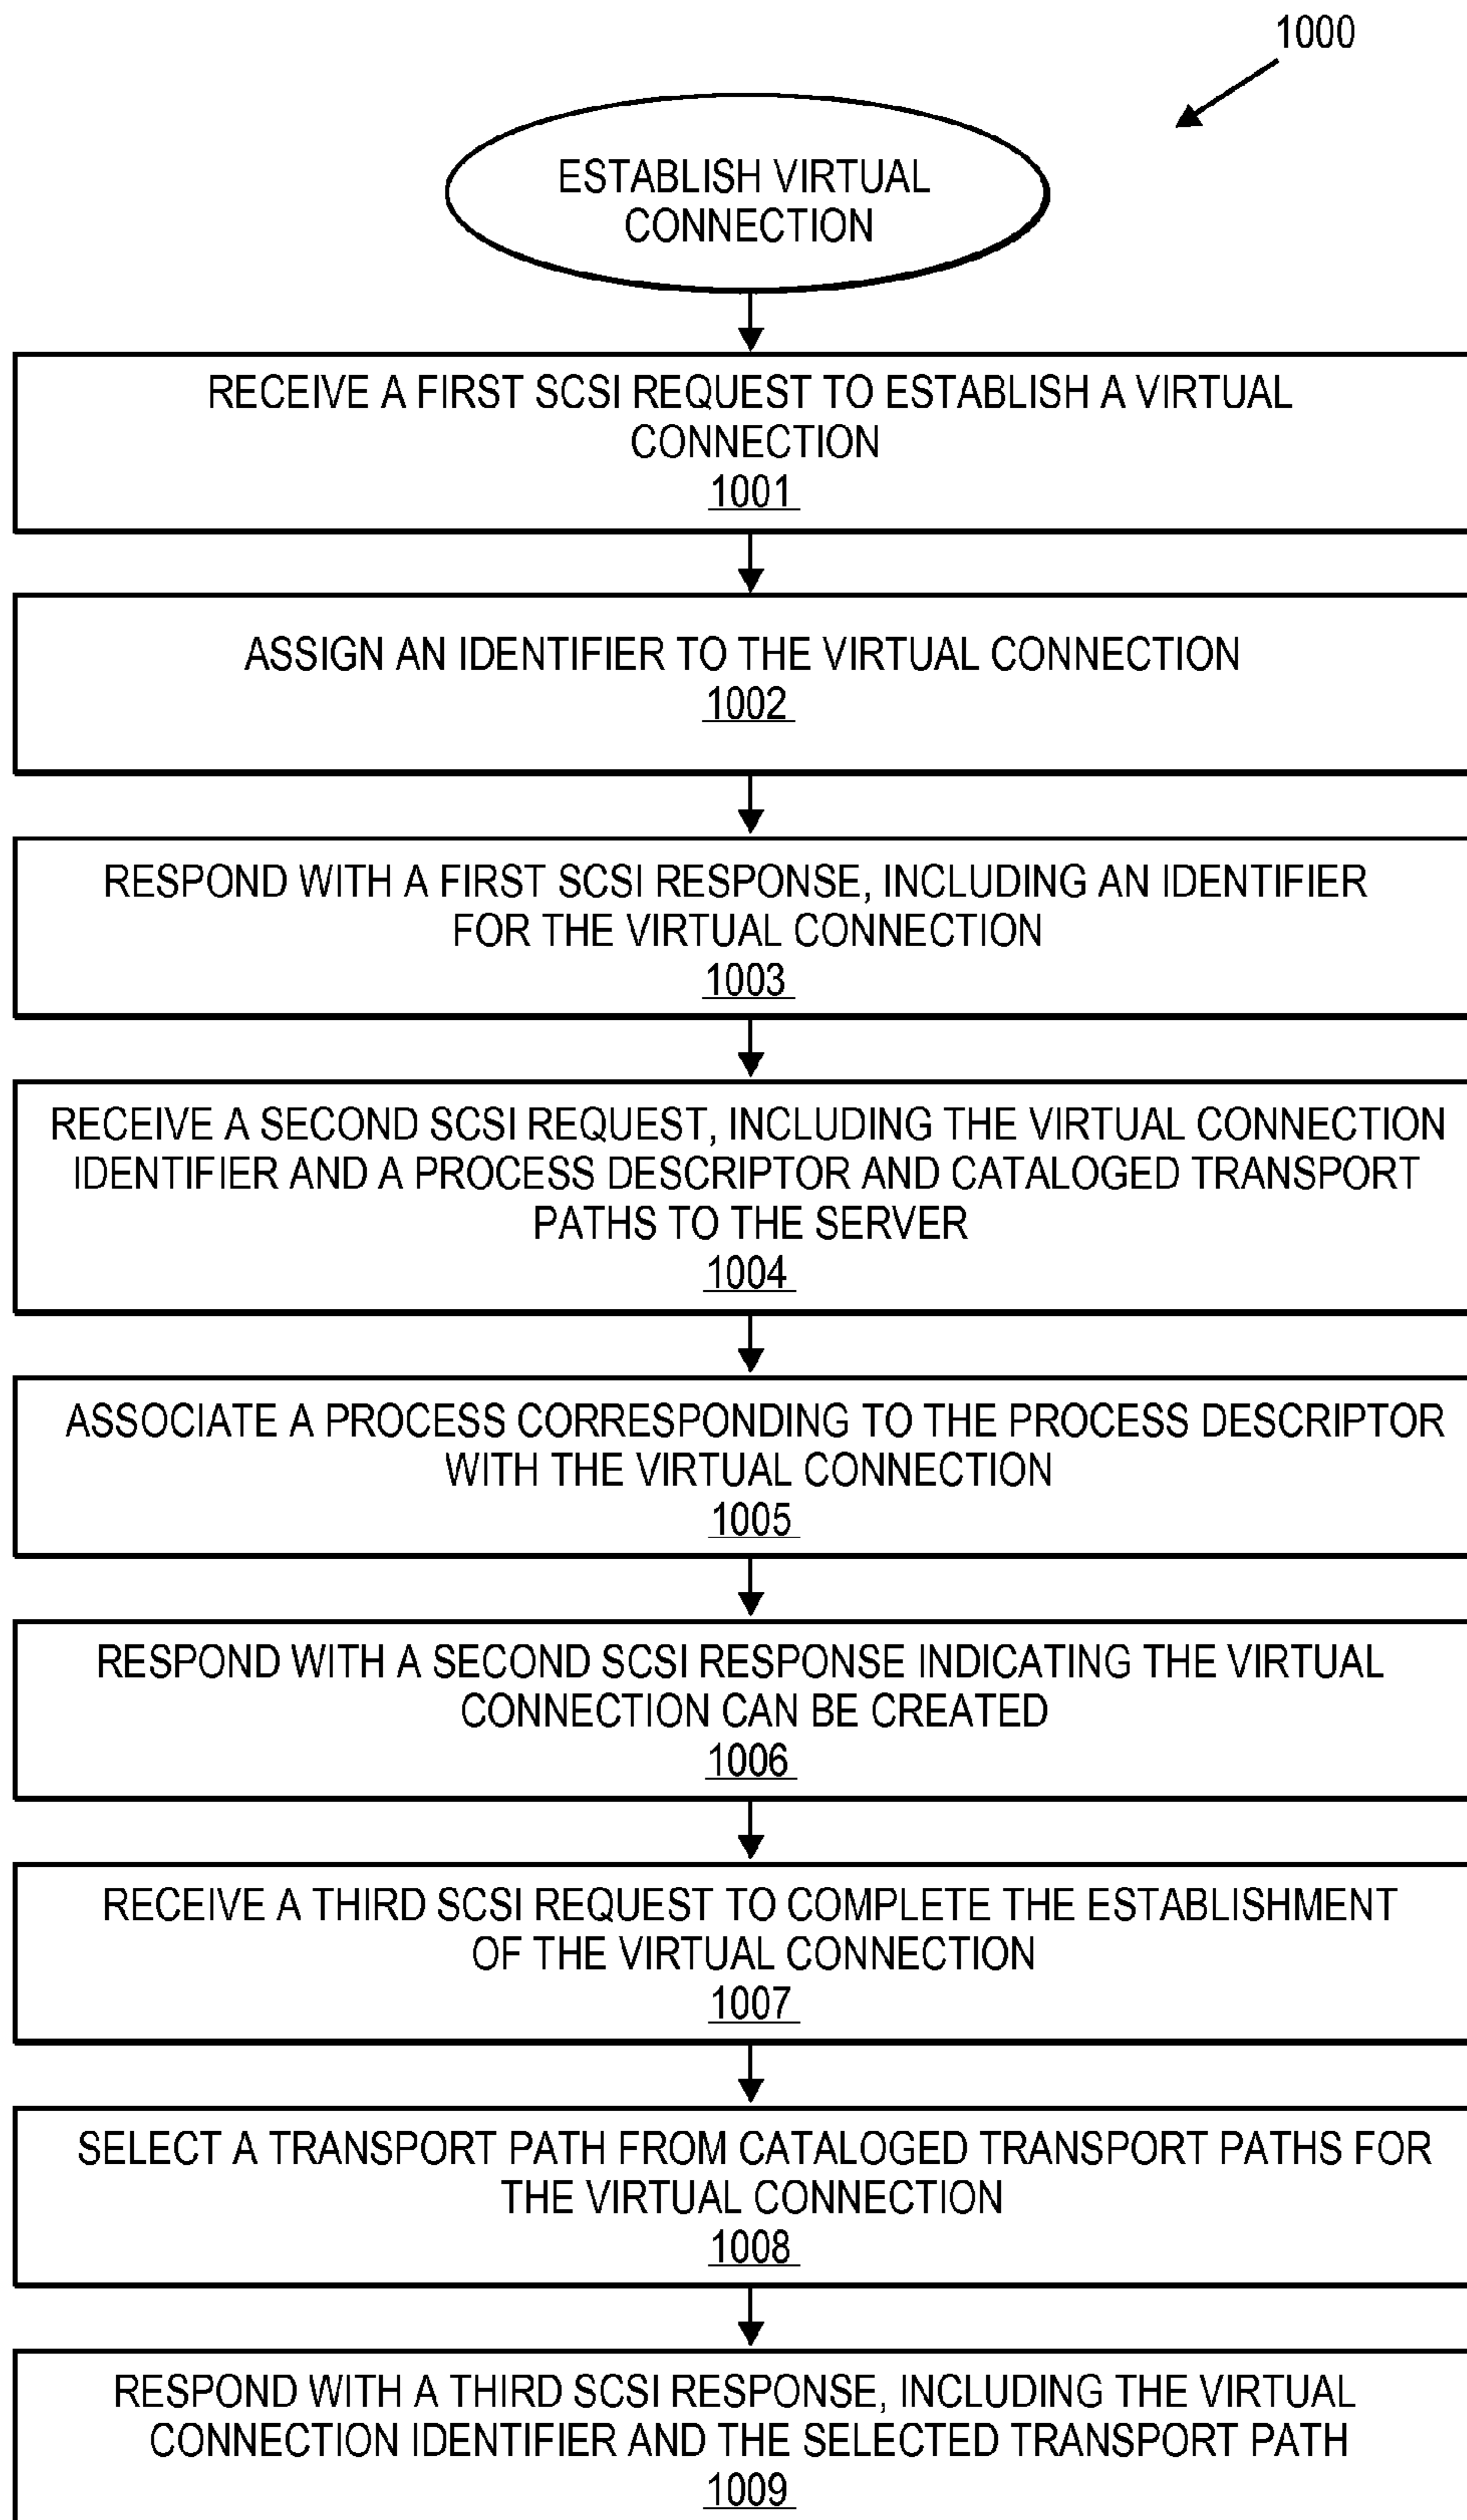 1000
ESTABLISH VIRTUAL
CONNECTION
RECEIVE A FIRST SCSI REQUEST TO ESTABLISH A VIRTUAL
CONNECTION
1001
ASSIGN AN IDENTIFIER TO THE VIRTUAL CONNECTION
1002
RESPOND WITH A FIRST SCSI RESPONSE, INCLUDING AN IDENTIFIER
FOR THE VIRTUAL CONNECTION
1003
RECEIVE A SECOND SCSI REQUEST, INCLUDING THE VIRTUAL CONNECTION
IDENTIFIER AND A PROCESS DESCRIPTOR AND CATALOGED TRANSPORT
PATHS TO THE SERVER
1004
ASSOCIATE A PROCESS CORRESPONDING TO THE PROCESS DESCRIPTOR
WITH THE VIRTUAL CONNECTION
1005
RESPOND WITH A SECOND SCSI RESPONSE INDICATING THE VIRTUAL
CONNECTION CAN BE CREATED
1006
RECEIVE A THIRD SCSI REQUEST TO COMPLETE THE ESTABLISHMENT
OF THE VIRTUAL CONNECTION
1007
SELECT A TRANSPORT PATH FROM CATALOGED TRANSPORT PATHS FOR
THE VIRTUAL CONNECTION
1008
RESPOND WITH A THIRD SCSI RESPONSE, INCLUDING THE VIRTUAL
CONNECTION IDENTIFIER AND THE SELECTED TRANSPORT PATH
1009